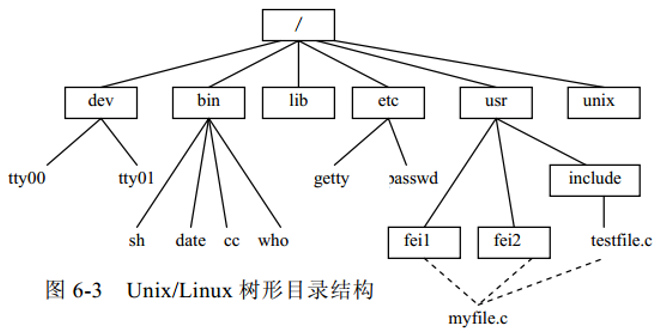 /
dev bin lib etc usr unix
tty00 tty01 getty passwd include
sh date cc who fei1 fei2 testfile.c
图 6-3 Unix/Linux 树形目录结构
myfile.c